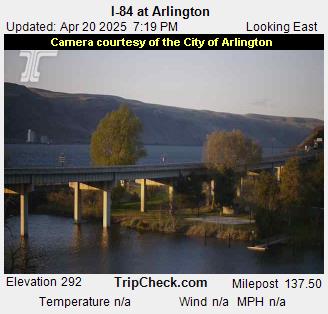 I-84 at Arlington
Updated: Apr 20 2025 7:19 PM Looking East
Camera courtesy of the City of Arlington
Elevation 292 TripCheck.com Milepost 137.50
Temperature n/a Wind n/a MPH n/a